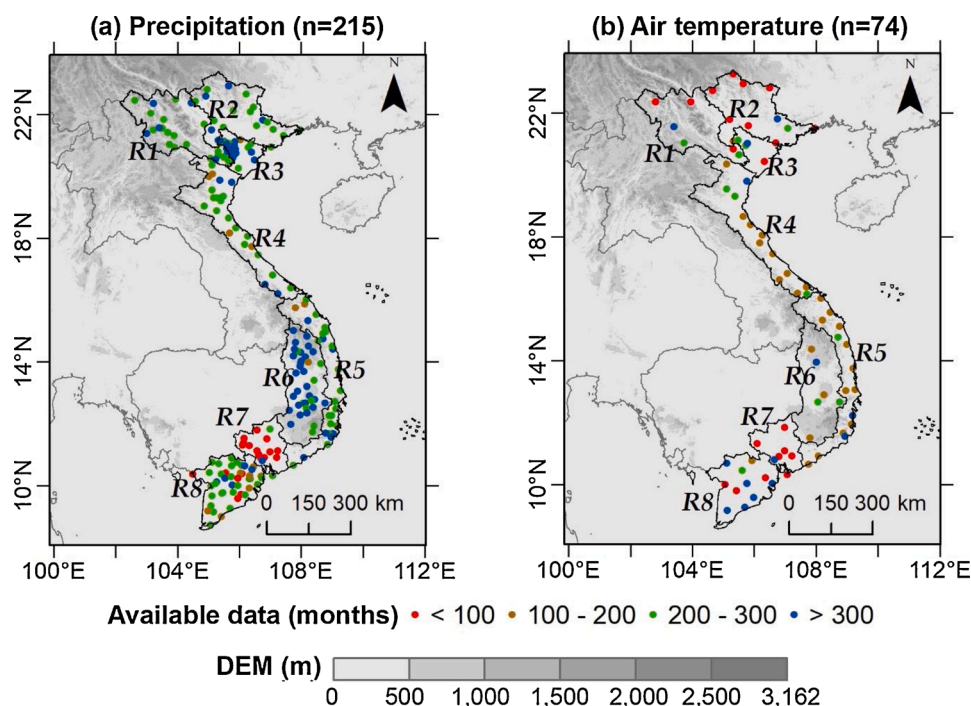 (a) Precipitation (n=215)
(b) Air temperature (n=74)
N
N
22°N
18°N
14°N
10°N
22°N
18°N
14°N
10°N
R1
R2
R3
R4
R5
R6
R7
R8
0 150 300 km
R1
R2
R3
R4
R5
R6
R7
R8
0 150 300 km
100°E 104°E 108°E 112°E
100°E 104°E 108°E 112°E
Available data (months) < 100 100 - 200 200 - 300 > 300
DEM (m)
0 500 1,000 1,500 2,000 2,500 3,162